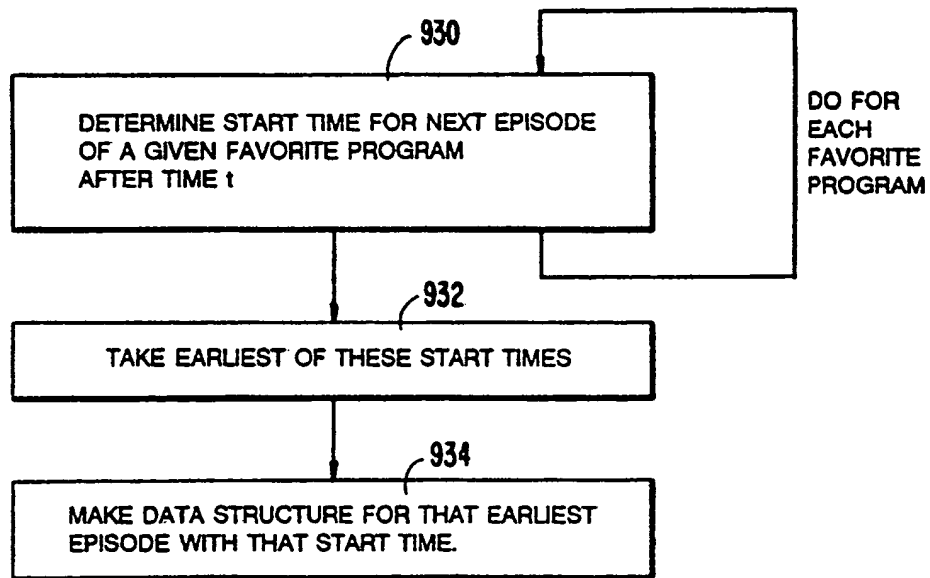 930
DETERMINE START TIME FOR NEXT EPISODE
OF A GIVEN FAVORITE PROGRAM
AFTER TIME t
DO FOR
EACH
FAVORITE
PROGRAM
932
TAKE EARLIEST OF THESE START TIMES
934
MAKE DATA STRUCTURE FOR THAT EARLIEST
EPISODE WITH THAT START TIME.